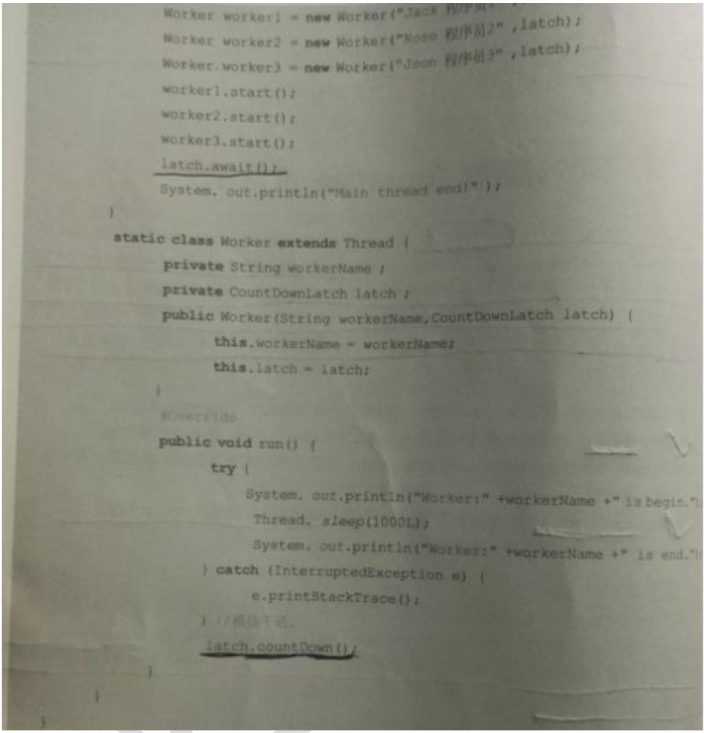 Worker worker1 = new Worker("Jack 程序员
Worker worker2 = new Worker("Rose 程序员2" ,latch);
Worker.worker3 = new Worker("Json 程序员3" ,latch);
worker1.start();
worker2.start();
worker3.start();
latch.await();
System. out.println("Main thread end!");
}
static class Worker extends Thread {
private String workerName ;
private CountDownLatch latch ;
public Worker(String workerName,CountDownLatch latch) {
this.workerName = workerName;
this.latch = latch;
}
@Override
public void run() {
try {
System. out.println("Worker:" +workerName +" is begin."
Thread. sleep(1000L);
System. out.println("Worker:" +workerName +" is end."
} catch (InterruptedException e) {
e.printStackTrace();
} //模仿干活。
latch.countDown();
}
}
}